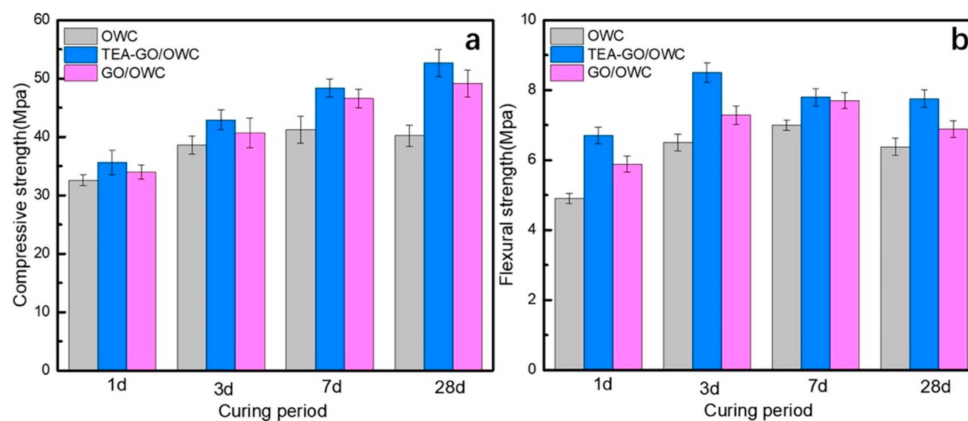 a
OWC
TEA-GO/OWC
GO/OWC
Compressive strength(Mpa)
60
50
40
30
20
10
0
1d 3d 7d 28d
Curing period
b
OWC
TEA-GO/OWC
GO/OWC
Flexural strength(Mpa)
10
8
6
4
2
0
1d 3d 7d 28d
Curing period